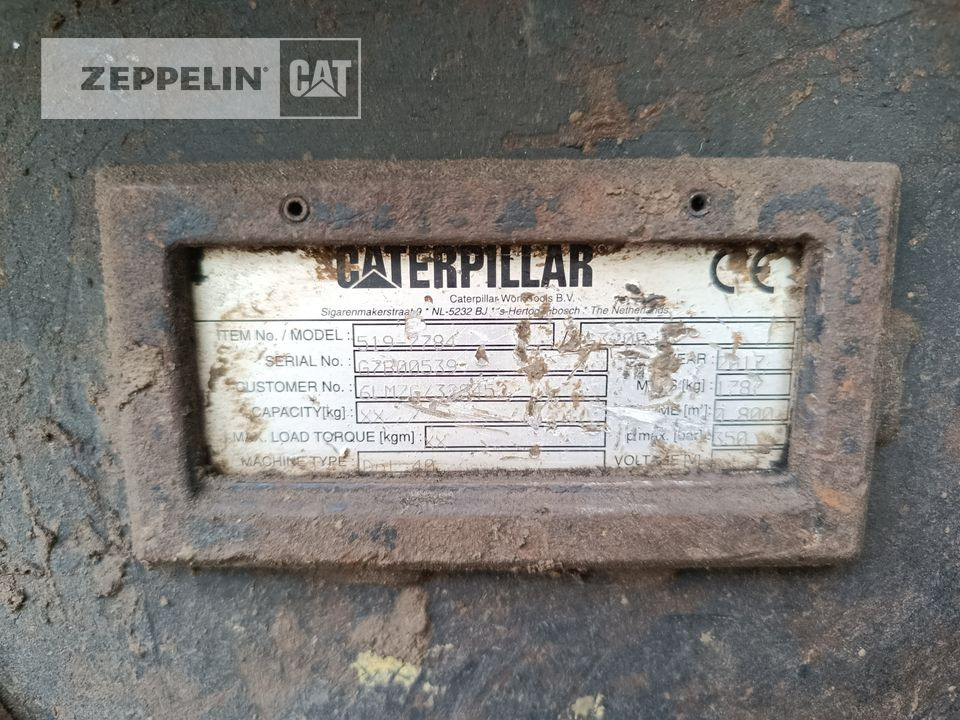 ZEPPELIN CAT
CATERPILLAR CE
Caterpillar Work Tools B.V.
Sigarenmakerstraat 9 * NL-5232 BJ 's-Hertogenbosch * The Netherlands
ITEM No. / MODEL : 519-2784
SERIAL No. : GZB00539 YEAR 2017
CUSTOMER No. : [kg] 1787
CAPACITY[kg] : XX [m³]: 0.800
MAX. LOAD TORQUE [kgm] : XX p max. [bar] 350
MACHINE TYPE